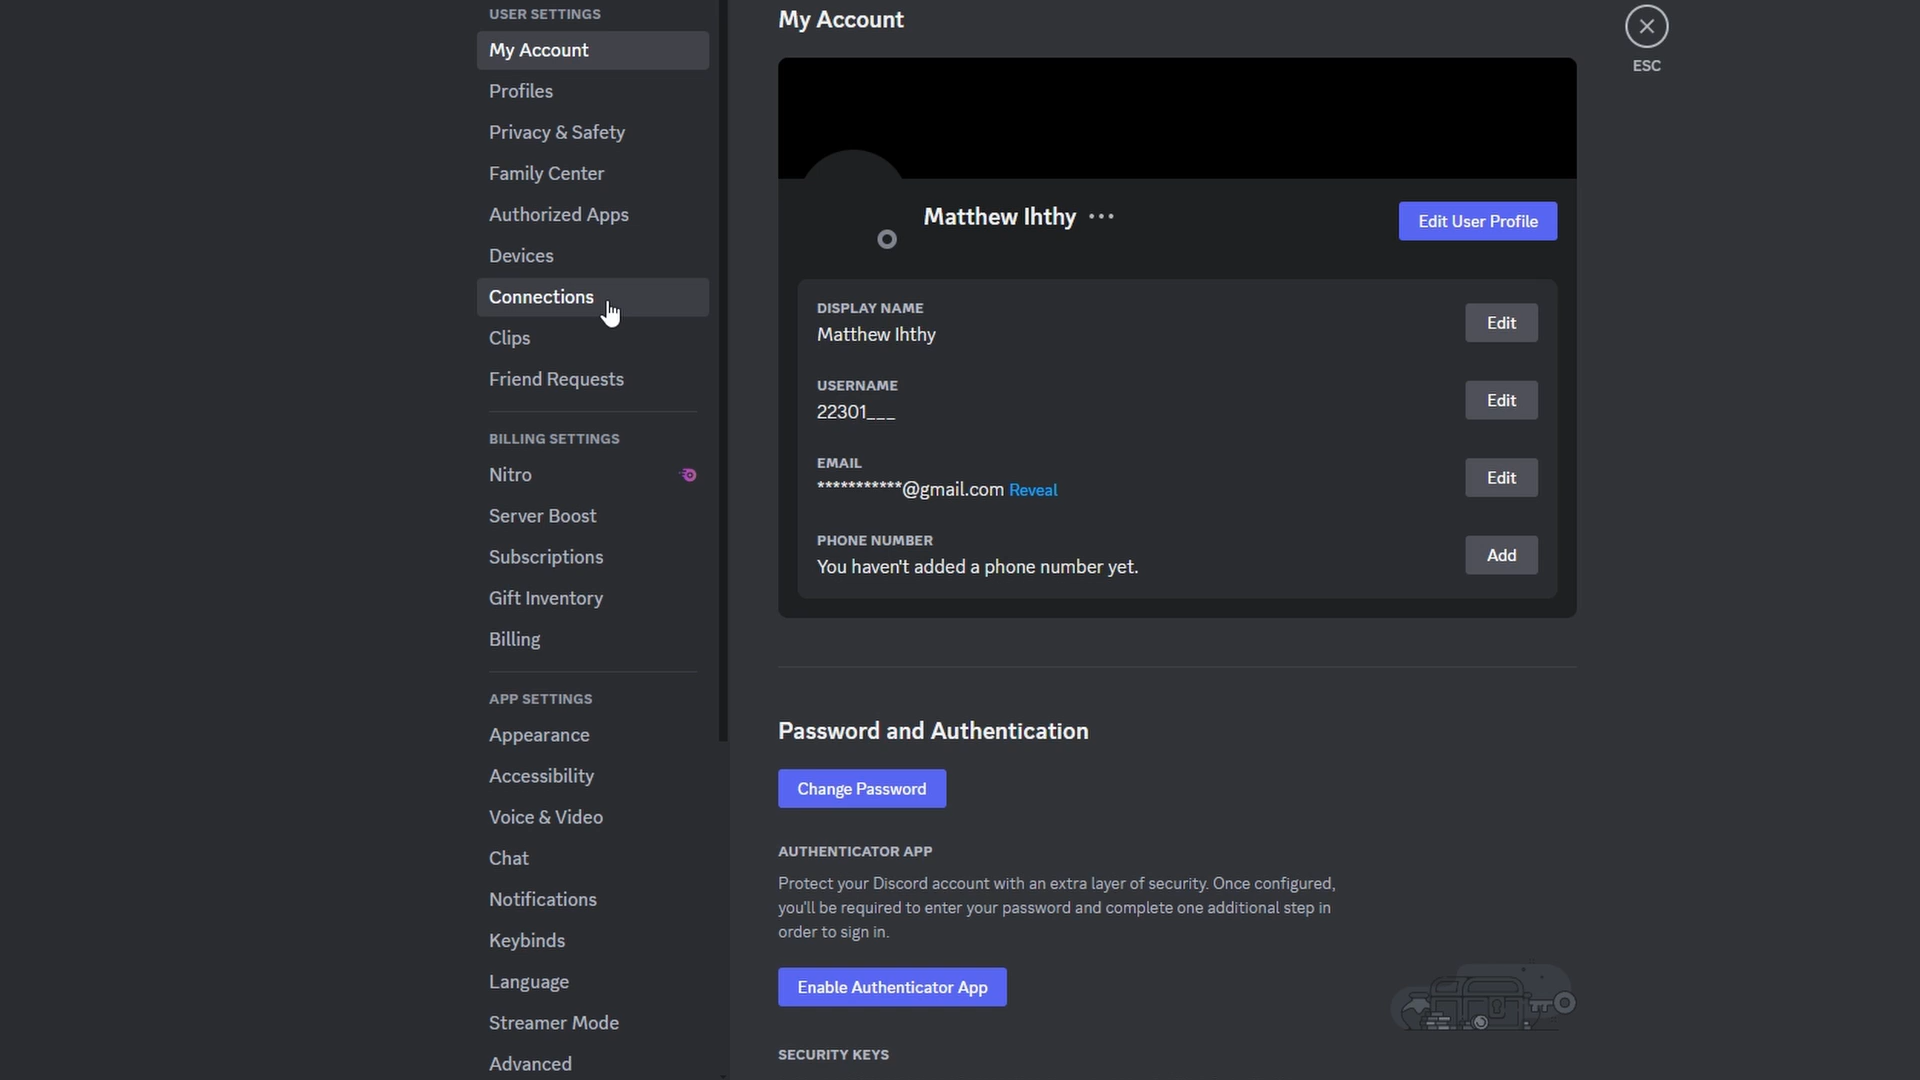 USER SETTINGS
My Account
Profiles
Privacy & Safety
Family Center
Authorized Apps
Devices
Connections
Clips
Friend Requests
BILLING SETTINGS
Nitro
Server Boost
Subscriptions
Gift Inventory
Billing
APP SETTINGS
Appearance
Accessibility
Voice & Video
Chat
Notifications
Keybinds
Language
Streamer Mode
Advanced
My Account
ESC
Matthew Ihthy
Edit User Profile
DISPLAY NAME
Matthew Ihthy
Edit
USERNAME
22301___
Edit
EMAIL
***********@gmail.com Reveal
Edit
PHONE NUMBER
You haven't added a phone number yet.
Add
Password and Authentication
Change Password
AUTHENTICATOR APP
Protect your Discord account with an extra layer of security. Once configured,
you'll be required to enter your password and complete one additional step in
order to sign in.
Enable Authenticator App
SECURITY KEYS